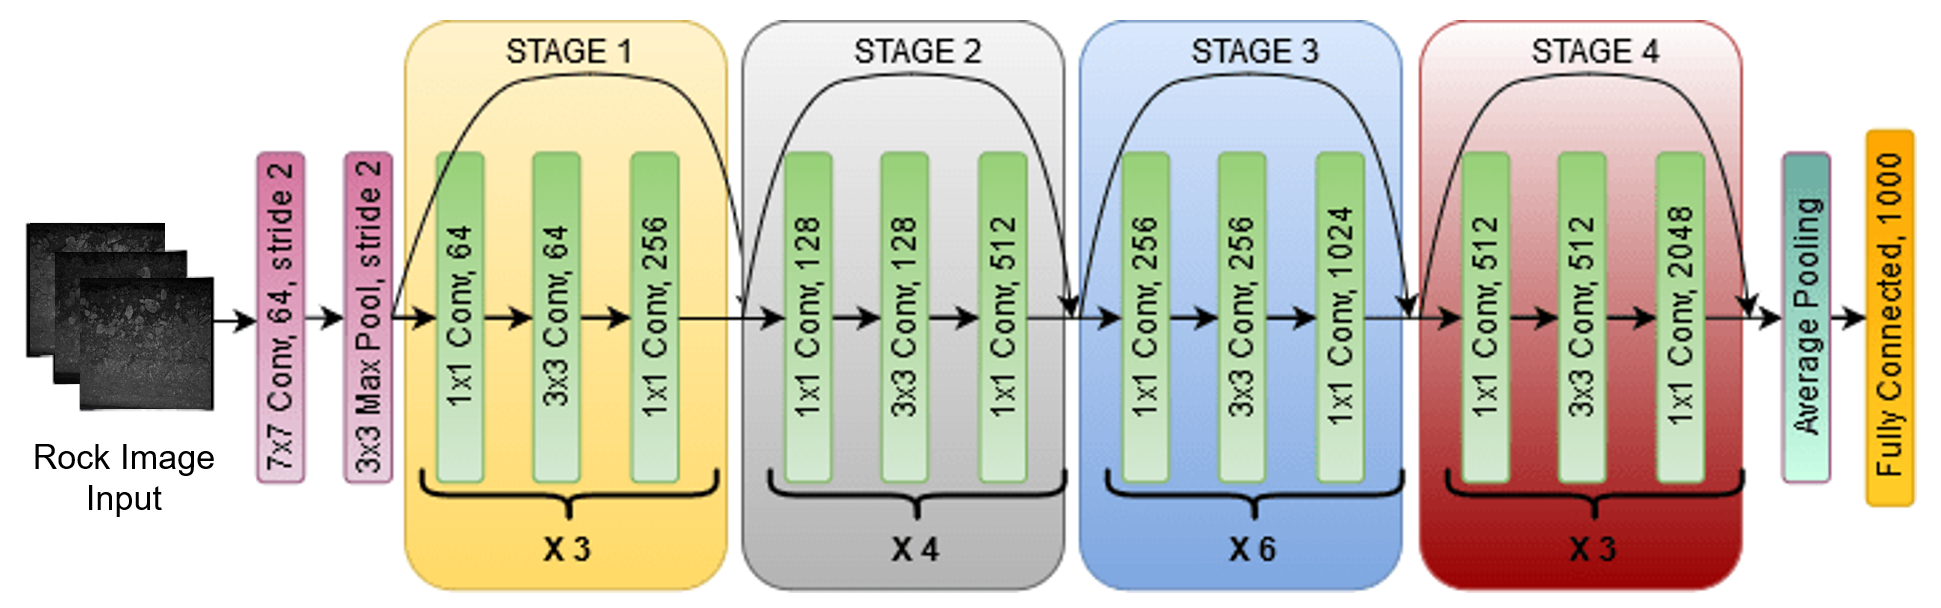 Rock Image
Input
7x7 Conv, 64, stride 2
3x3 Max Pool, stride 2
STAGE 1
1x1 Conv, 64
3x3 Conv, 64
1x1 Conv, 256
X 3
STAGE 2
1x1 Conv, 128
3x3 Conv, 128
1x1 Conv, 512
X 4
STAGE 3
1x1 Conv, 256
3x3 Conv, 256
1x1 Conv, 1024
X 6
STAGE 4
1x1 Conv, 512
3x3 Conv, 512
1x1 Conv, 2048
X 3
Average Pooling
Fully Connected, 1000